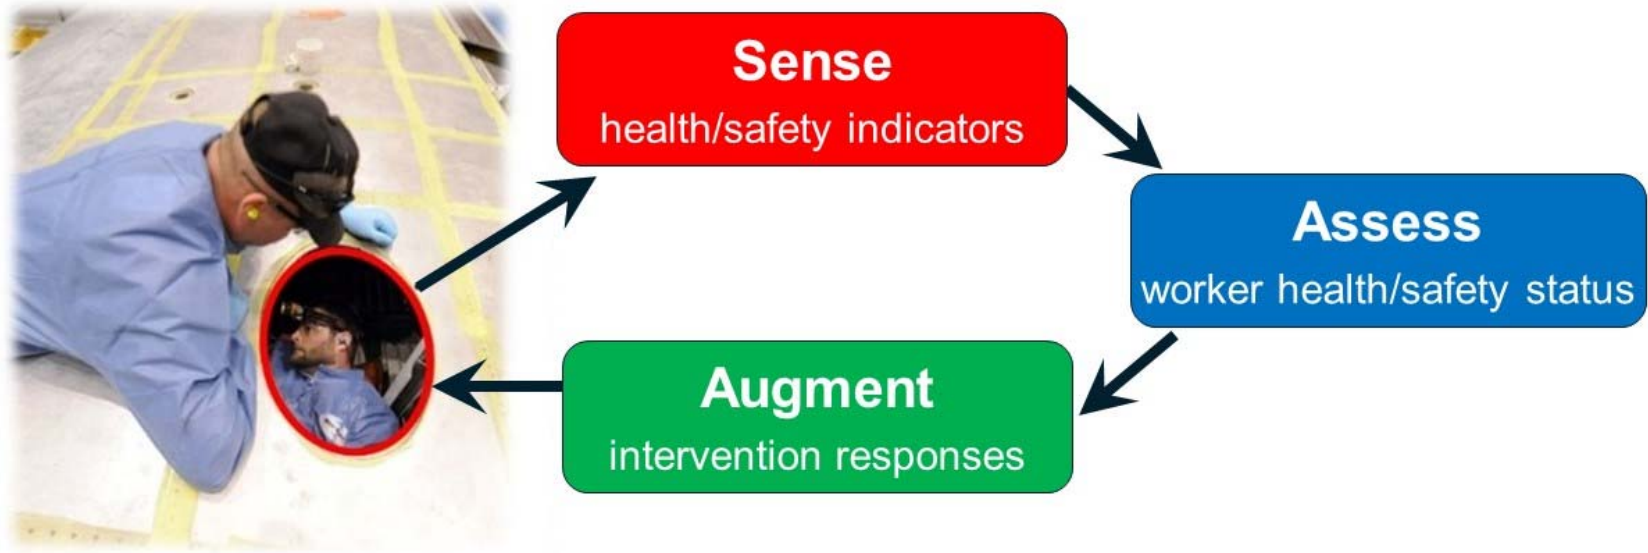 Sense
health/safety indicators
Assess
worker health/safety status
Augment
intervention responses